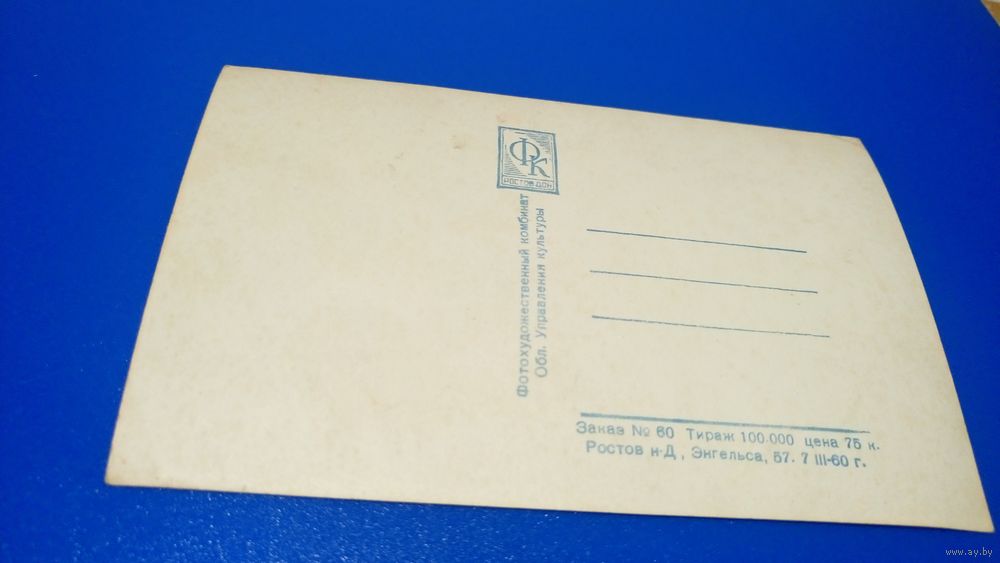 ФК
РОСТОВ ДОН
Фотохудожественный комбинат
Обл. Управления культуры
Заказ № 60 Тираж 100.000 цена 75 к.
Ростов н-Д, Энгельса, 57. 7 III-60 г.
www.ay.by